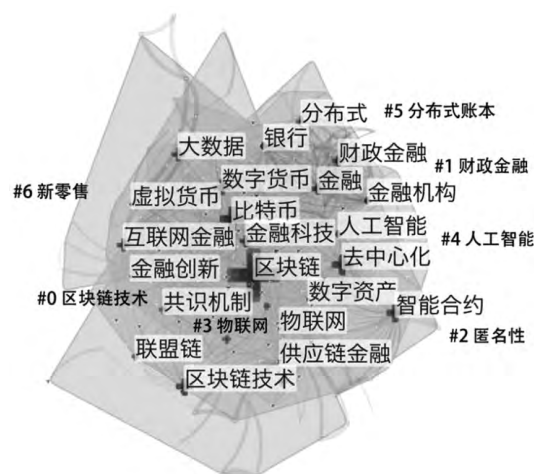 分布式
#5 分布式账本
银行
大数据
财政金融
#1 财政金融
数字货币
金融
#6 新零售
虚拟货币
金融机构
比特币
人工智能
互联网金融
金融科技
#4 人工智能
去中心化
金融创新
区块链
数字资产
#0 区块链技术
共识机制
智能合约
#3 物联网
物联网
#2 匿名性
联盟链
供应链金融
区块链技术